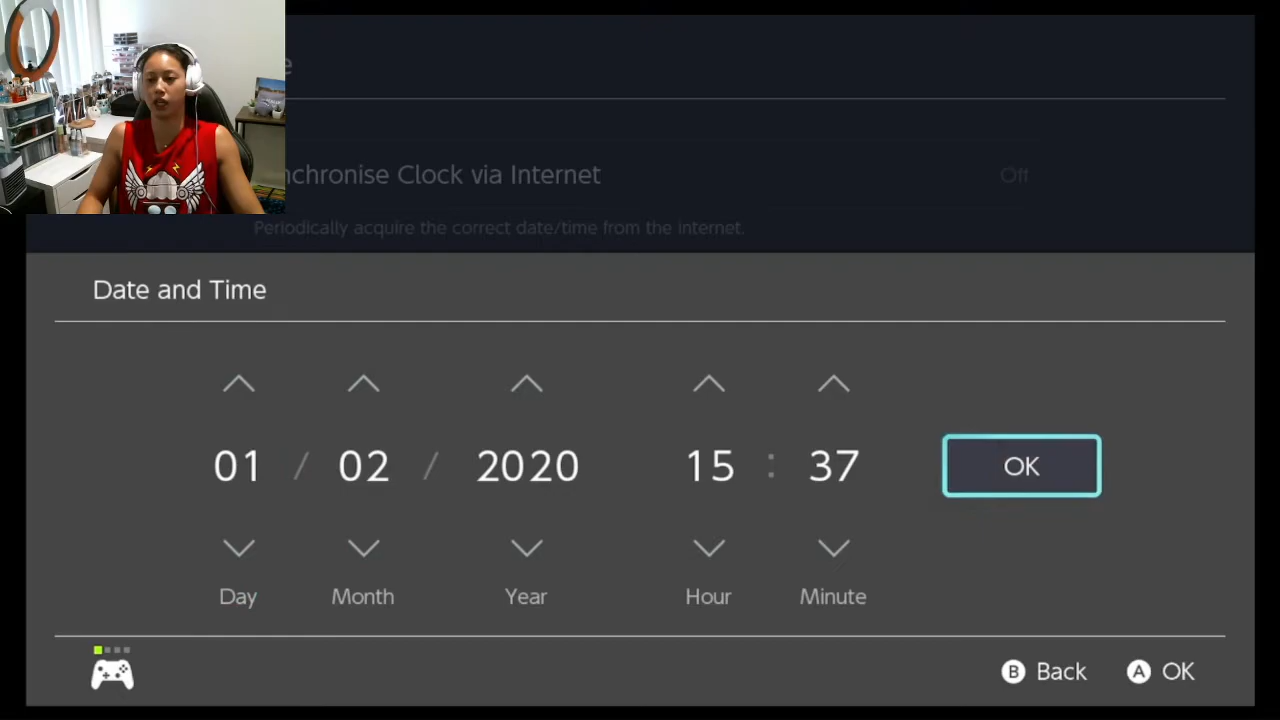 e
nchronise Clock via Internet Off
Periodically acquire the correct date/time from the internet.
Date and Time
01 / 02 / 2020 15 : 37 OK
Day Month Year Hour Minute
B Back A OK